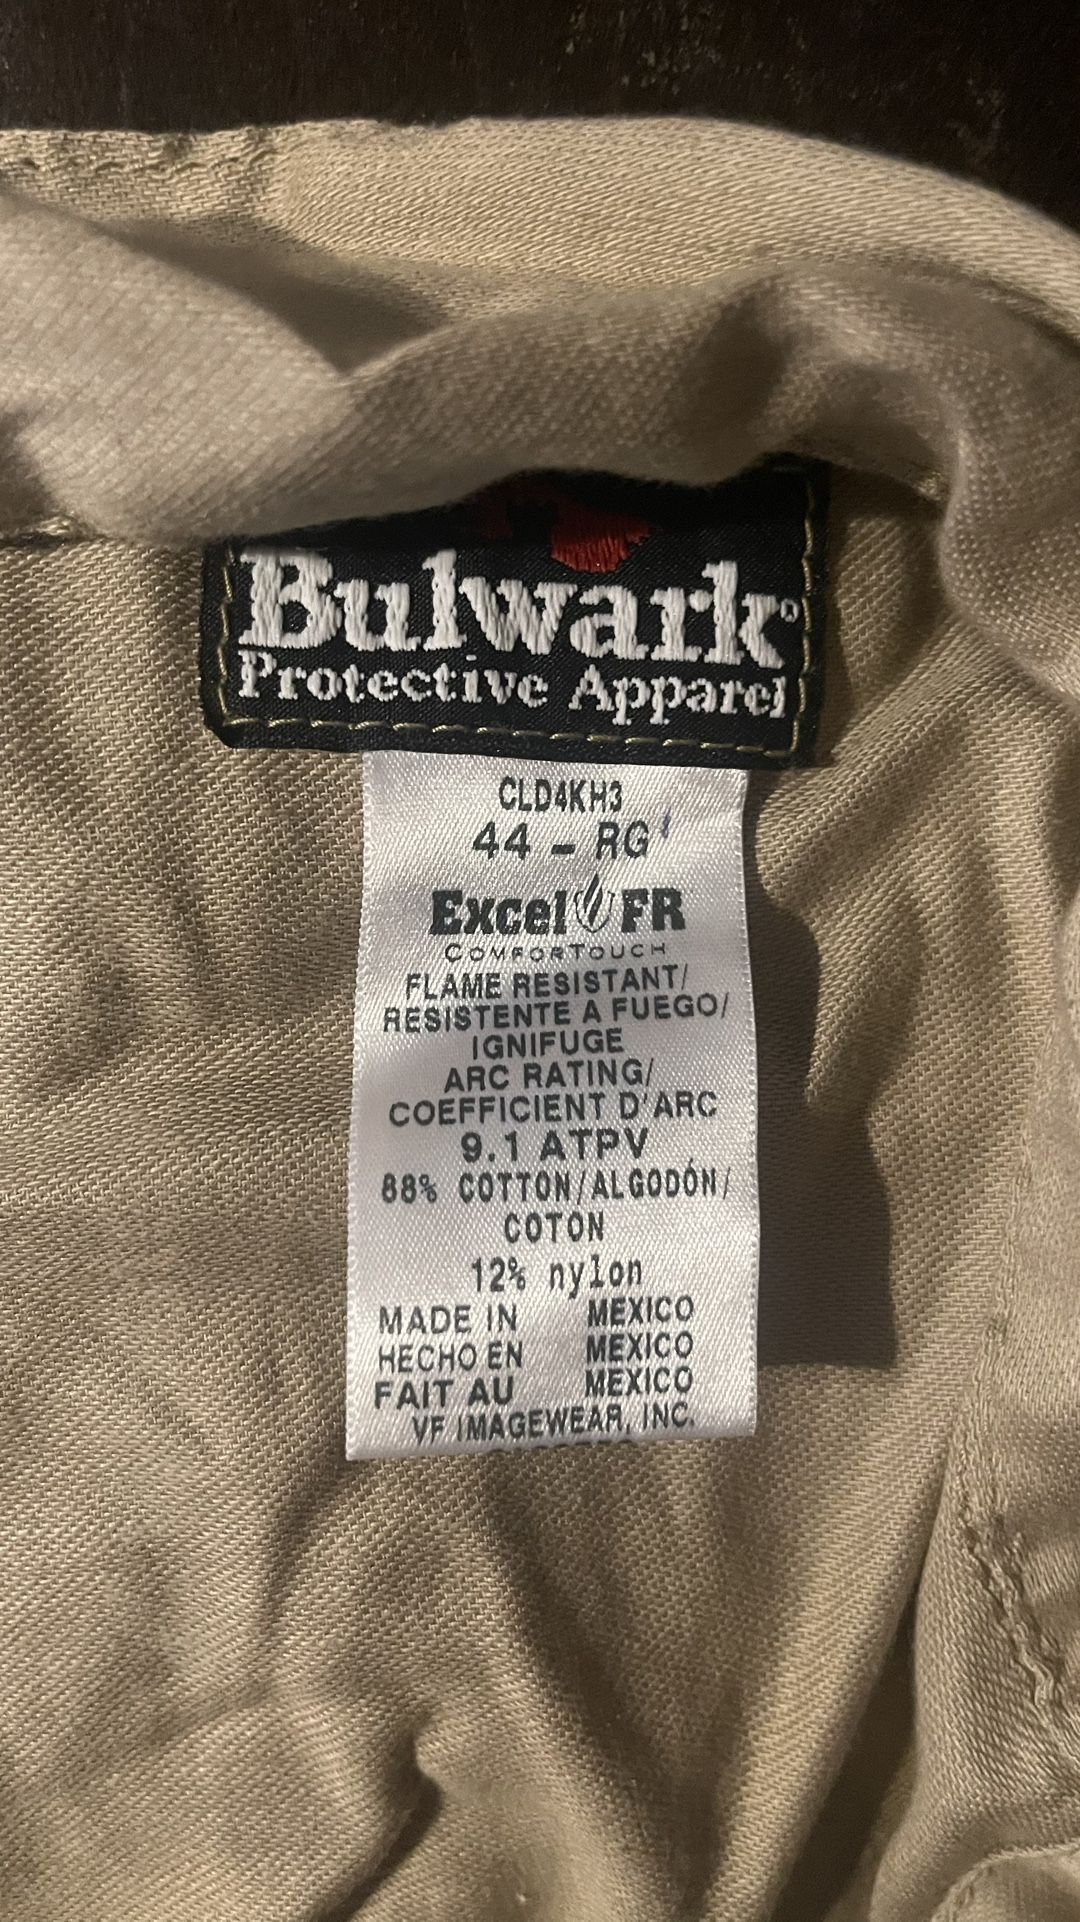 Bulwark®
Protective Apparel
CLD4KH3
44 - RG
Excel FR
COMFORTOUCH
FLAME RESISTANT/
RESISTENTE A FUEGO/
IGNIFUGE
ARC RATING/
COEFFICIENT D'ARC
9.1 ATPV
88% COTTON/ALGODÓN/
COTON
12% nylon
MADE IN MEXICO
HECHO EN MEXICO
FAIT AU MEXICO
VF IMAGEWEAR, INC.